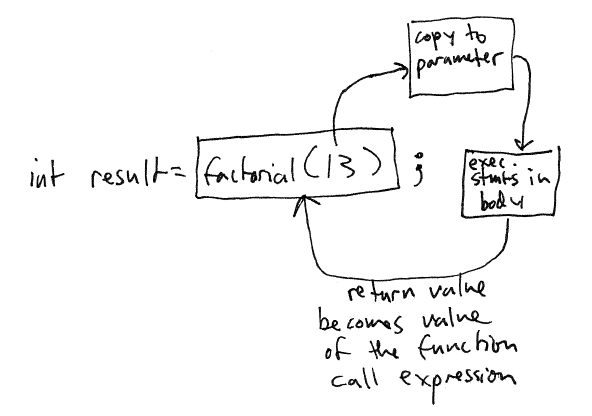 copy to
parameter
int result = factorial(13) ;
exec.
stmts in
body
return value
becomes value
of the function
call expression